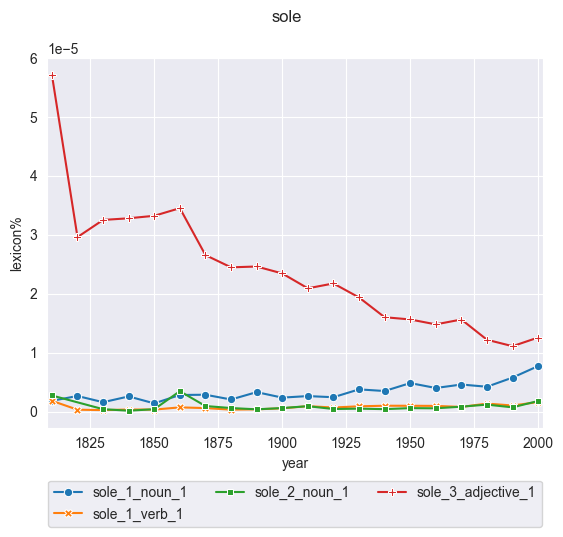 sole
1e−5
6
5
4
3
2
1
0
lexicon%
1825 1850 1875 1900 1925 1950 1975 2000
year
sole_1_noun_1 sole_2_noun_1 sole_3_adjective_1
sole_1_verb_1